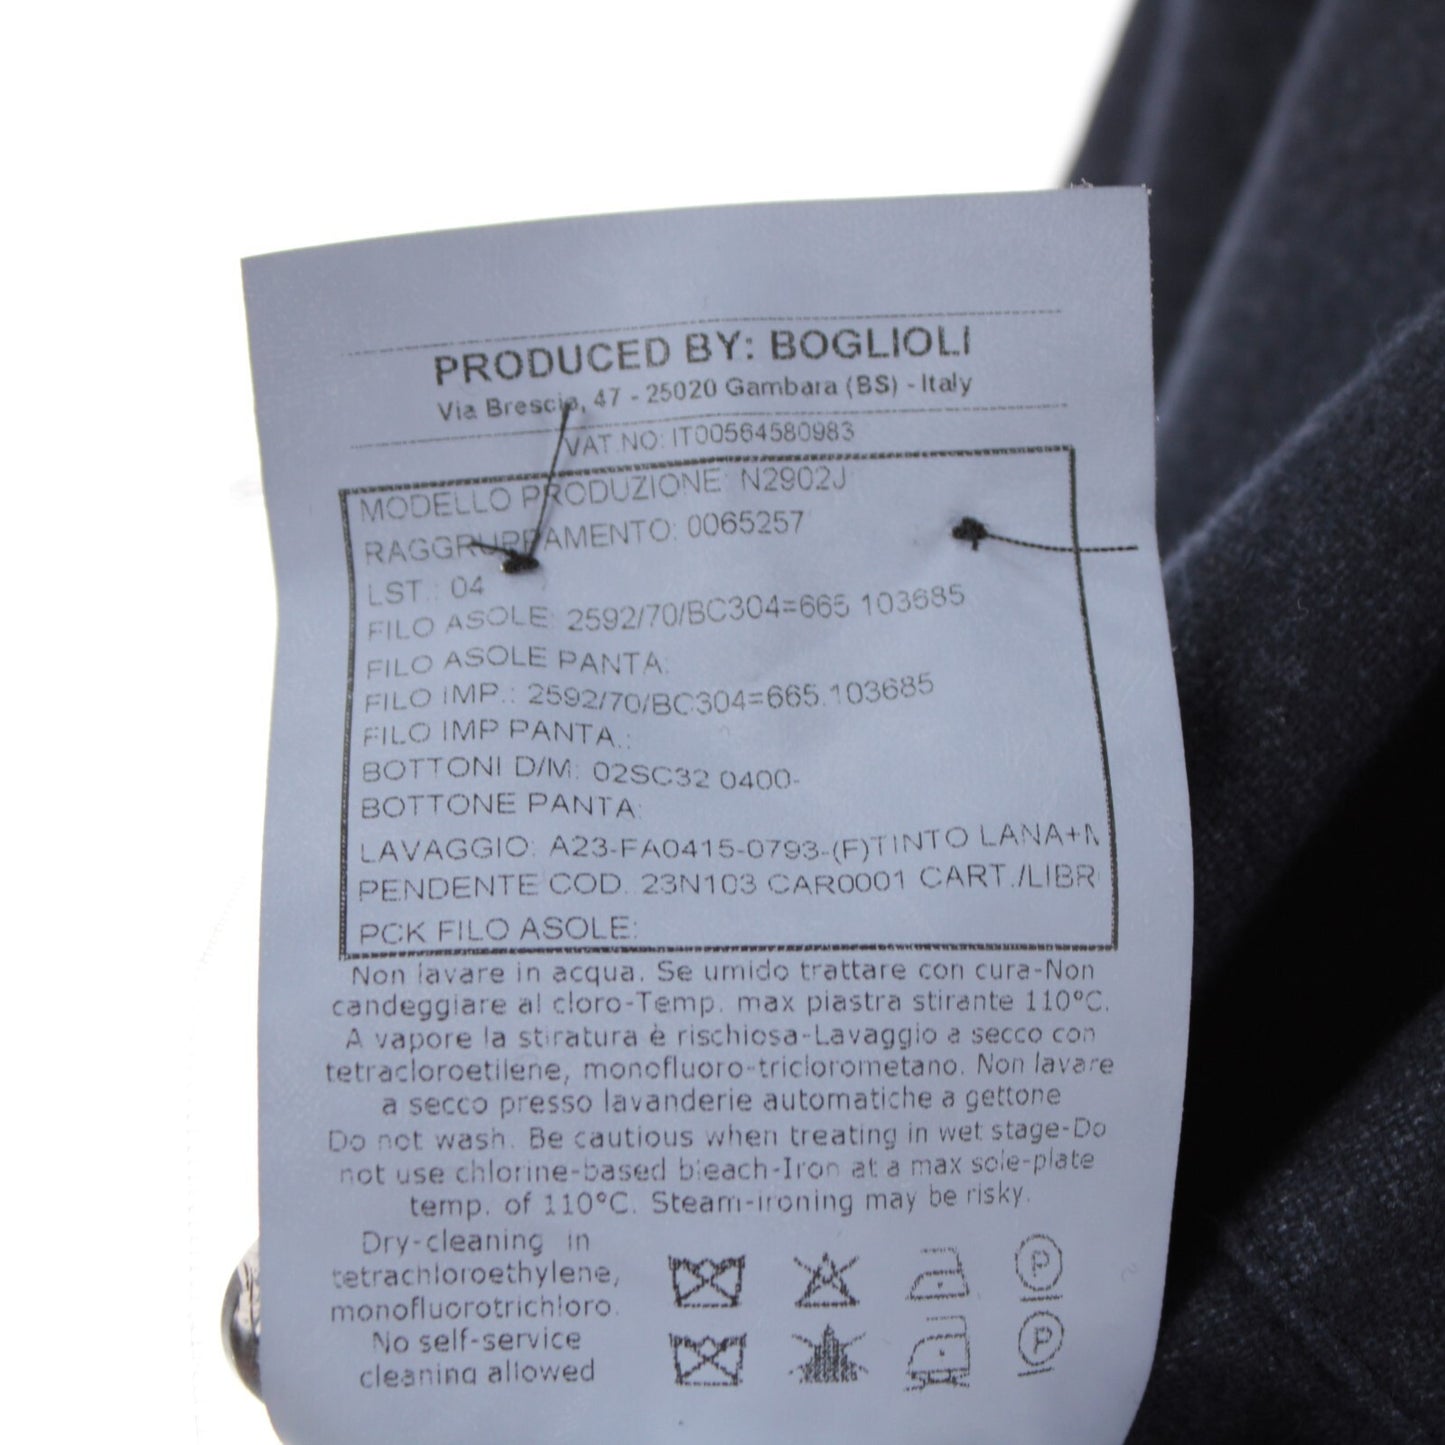 PRODUCED BY: BOGLIOLI
Via Brescia, 47 - 25020 Gambara (BS) - Italy
VAT NO: IT00564580983
MODELLO PRODUZIONE: N2902J
RAGGRUPPAMENTO: 0065257
LST.: 04
FILO ASOLE: 2592/70/BC304=665 103685
FILO ASOLE PANTA:
FILO IMP.: 2592/70/BC304=665.103685
FILO IMP PANTA.:
BOTTONI D/M: 02SC32 0400-
BOTTONE PANTA:
LAVAGGIO: A23-FA0415-0793-(F)TINTO LANA+
PENDENTE COD. 23N103 CAR0001 CART./LIBR
PCK FILO ASOLE:
Non lavare in acqua. Se umido trattare con cura-Non
candeggiare al cloro-Temp. max piastra stirante 110°C.
A vapore la stiratura è rischiosa-Lavaggio a secco con
tetracloroetilene, monofluoro-triclorometano. Non lavare
a secco presso lavanderie automatiche a gettone
Do not wash. Be cautious when treating in wet stage-Do
not use chlorine-based bleach-Iron at a max sole-plate
temp. of 110°C. Steam-ironing may be risky.
Dry-cleaning in
tetrachloroethylene,
monofluorotrichloro.
No self-service
cleaning allowed
P
P